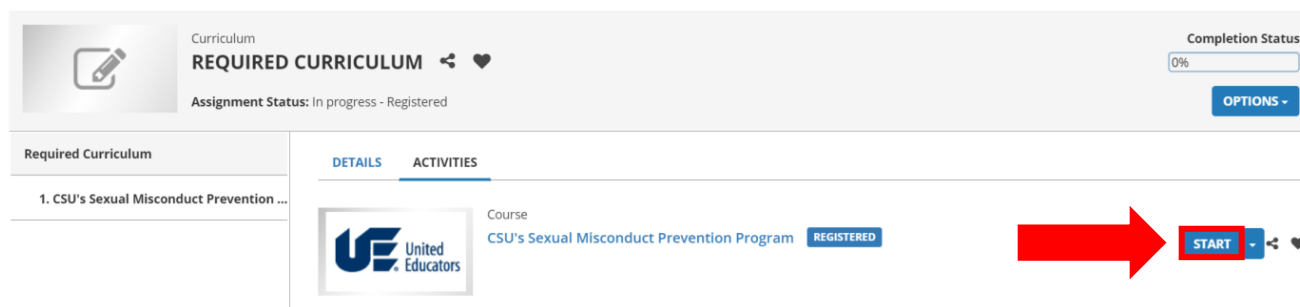 Curriculum
REQUIRED CURRICULUM
Assignment Status: In progress - Registered
Completion Status
0%
OPTIONS
Required Curriculum
1. CSU's Sexual Misconduct Prevention ...
DETAILS
ACTIVITIES
UE United
Educators
Course
CSU's Sexual Misconduct Prevention Program REGISTERED
START